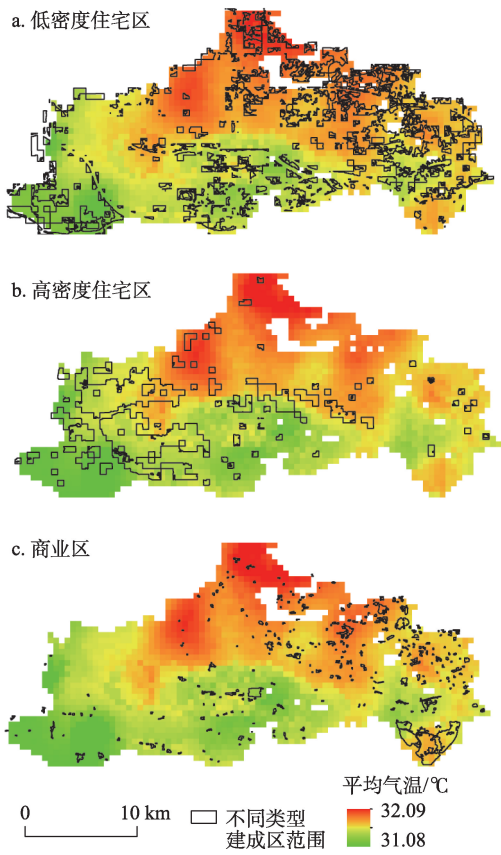 a. 低密度住宅区
b. 高密度住宅区
c. 商业区
平均气温/℃
0 10 km
不同类型
建成区范围
32.09
31.08